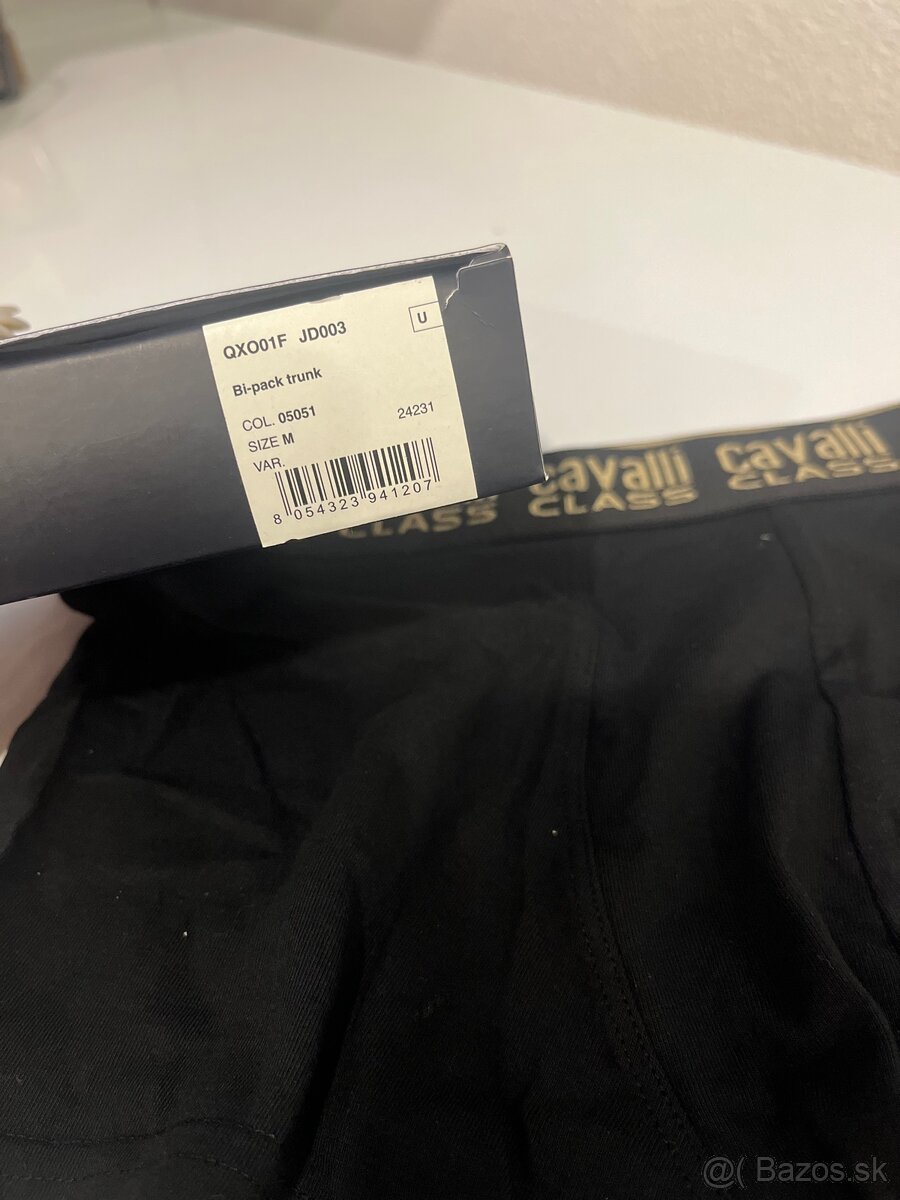 QXO01F JD003
U
Bi-pack trunk
COL. 05051
24231
SIZE M
VAR.
8 054323 941207
cavalli cavalli
CLASS CLASS CLASS
@( Bazos.sk